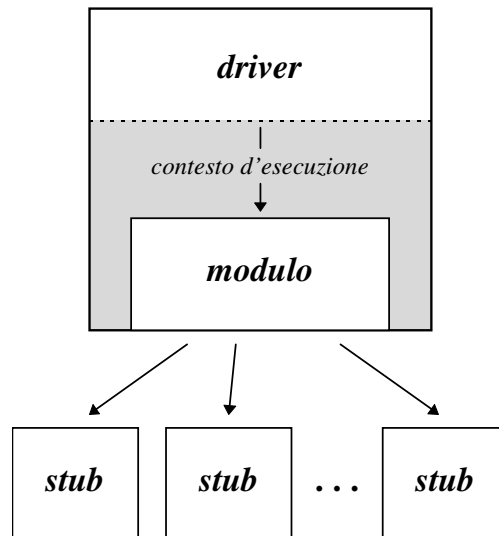 driver
contesto d'esecuzione
modulo
stub stub . . . stub